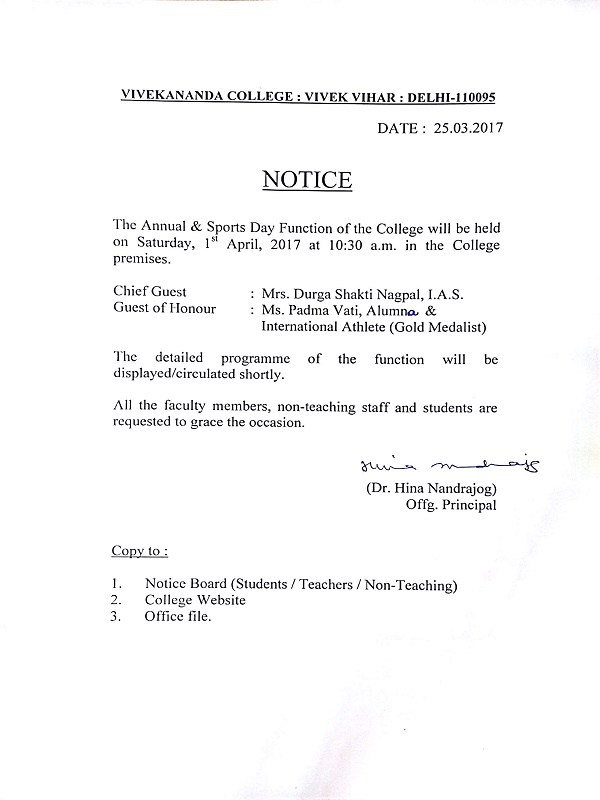 VIVEKANANDA COLLEGE : VIVEK VIHAR : DELHI-110095
DATE : 25.03.2017
NOTICE
The Annual & Sports Day Function of the College will be held
on Saturday, 1st April, 2017 at 10:30 a.m. in the College
premises.
Chief Guest : Mrs. Durga Shakti Nagpal, I.A.S.
Guest of Honour : Ms. Padma Vati, Alumna &
International Athlete (Gold Medalist)
The detailed programme of the function will be
displayed/circulated shortly.
All the faculty members, non-teaching staff and students are
requested to grace the occasion.
Hina Nandrajog
(Dr. Hina Nandrajog)
Offg. Principal
Copy to :
1. Notice Board (Students / Teachers / Non-Teaching)
2. College Website
3. Office file.